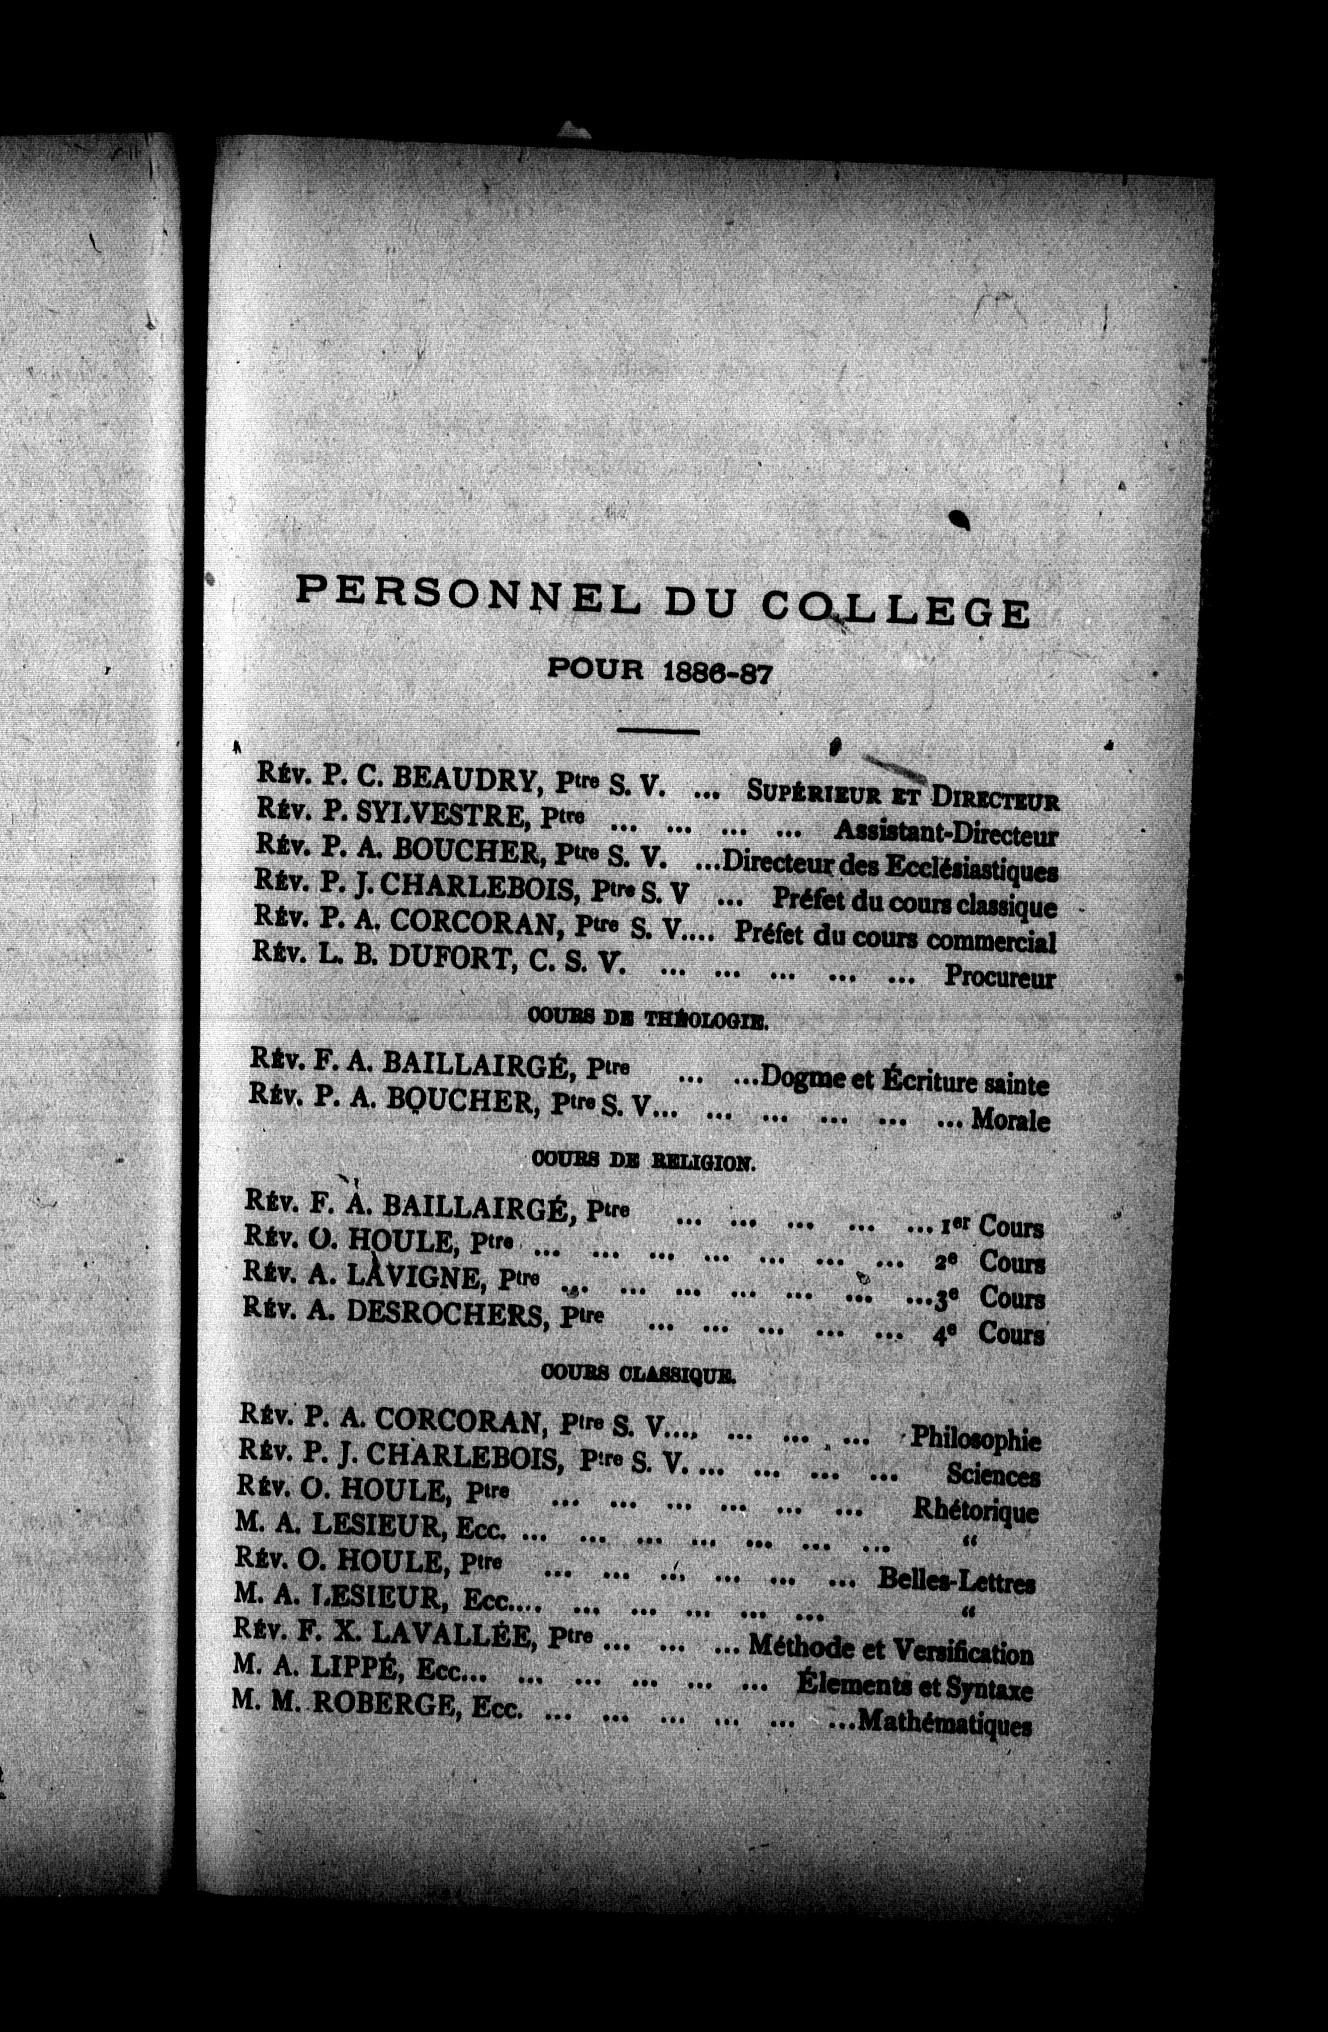 PERSONNEL DU COLLEGE
POUR 1886-87
RÉV. P. C. BEAUDRY, Ptre S. V. ... SUPÉRIEUR ET DIRECTEUR
RÉV. P. SYLVESTRE, Ptre ... ... ... ... Assistant-Directeur
RÉV. P. A. BOUCHER, Ptre S. V. ...Directeur des Ecclésiastiques
RÉV. P. J. CHARLEBOIS, Ptre S. V ... Préfet du cours classique
RÉV. P. A. CORCORAN, Ptre S. V.... Préfet du cours commercial
RÉV. L. B. DUFORT, C. S. V. ... ... ... ... ... Procureur
COURS DE THÉOLOGIE.
RÉV. F. A. BAILLAIRGÉ, Ptre ... ...Dogme et Écriture sainte
RÉV. P. A. BOUCHER, Ptre S. V... ... ... ... ... ... Morale
COURS DE RELIGION.
RÉV. F. A. BAILLAIRGÉ, Ptre ... ... ... ... ... 1er Cours
RÉV. O. HOULE, Ptre ... ... ... ... ... ... ... 2e Cours
RÉV. A. LAVIGNE, Ptre ... ... ... ... ... ... ...3e Cours
RÉV. A. DESROCHERS, Ptre ... ... ... ... ... 4e Cours
COURS CLASSIQUE.
RÉV. P. A. CORCORAN, Ptre S. V.... ... ... ... Philosophie
RÉV. P. J. CHARLEBOIS, Ptre S. V. ... ... ... ... Sciences
RÉV. O. HOULE, Ptre ... ... ... ... ... ... Rhétorique
M. A. LESIEUR, Ecc. ... ... ... ... ... ... ... “
RÉV. O. HOULE, Ptre ... ... ... ... ... ... Belles-Lettres
M. A. LESIEUR, Ecc.... ... ... ... ... ... “
RÉV. F. X. LAVALLÉE, Ptre ... ... ... Méthode et Versification
M. A. LIPPÉ, Ecc... ... ... ... ... ... Élements et Syntaxe
M. M. ROBERGE, Ecc. ... ... ... ... ... ...Mathématiques